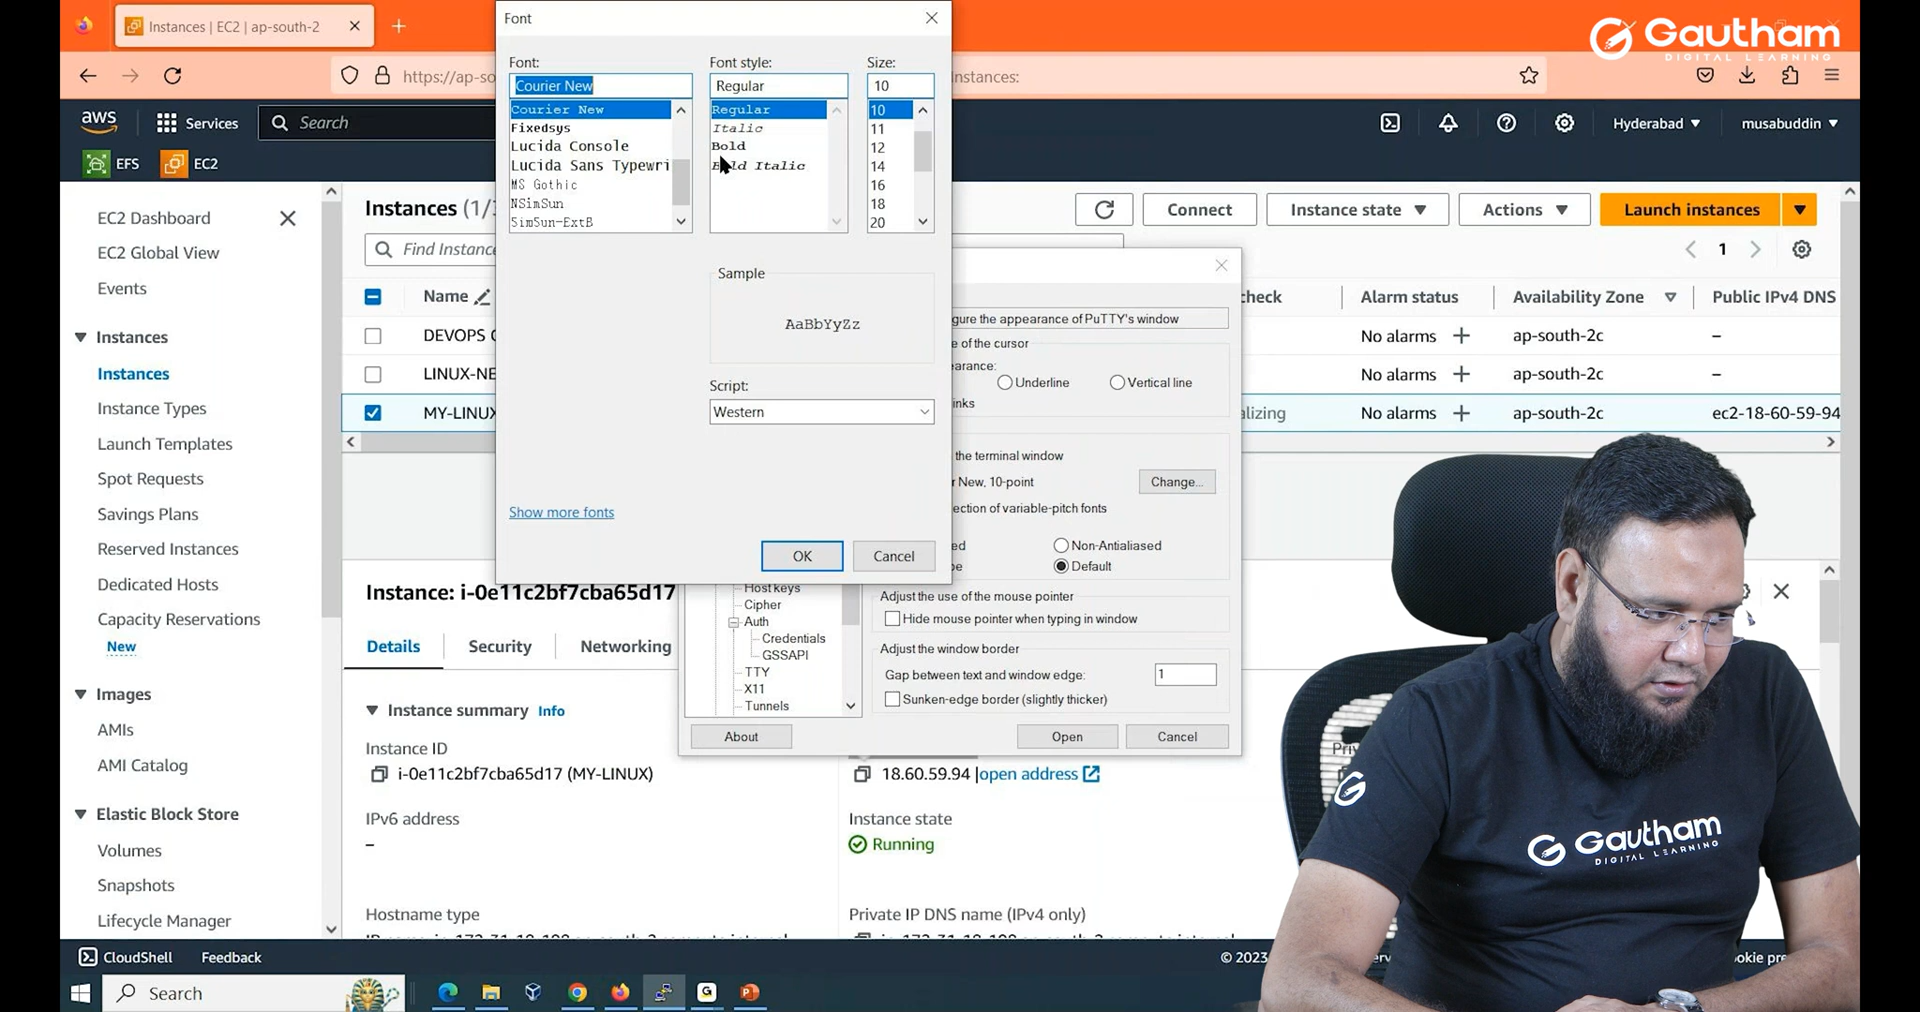 Instances | EC2 | ap-south-2
Gautham
DIGITAL LEARNING
https://ap-so
nstances:
aws
Services
Search
Hyderabad
musabuddin
EFS
EC2
Font
Font:
Font style:
Size:
Courier New
Regular
10
Courier New
Regular
10
Fixedsys
Italic
11
Lucida Console
Bold
12
Lucida Sans Typewri
Bold Italic
14
MS Gothic
16
NSimSun
18
SimSun-ExtB
20
Sample
AaBbYyZz
Script:
Western
Show more fonts
OK
Cancel
EC2 Dashboard
EC2 Global View
Events
Instances
Instances
Instance Types
Launch Templates
Spot Requests
Savings Plans
Reserved Instances
Dedicated Hosts
Capacity Reservations
New
Images
AMIs
AMI Catalog
Elastic Block Store
Volumes
Snapshots
Lifecycle Manager
Instances (1/
Connect
Instance state
Actions
Launch instances
Find Instanc
1
Name
check
Alarm status
Availability Zone
Public IPv4 DNS
DEVOPS
No alarms
ap-south-2c
–
LINUX-NE
No alarms
ap-south-2c
–
MY-LINUX
alizing
No alarms
ap-south-2c
ec2-18-60-59-94
gure the appearance of PuTTY's window
e of the cursor
arance:
Underline
Vertical line
inks
the terminal window
r New, 10-point
Change...
ection of variable-pitch fonts
ed
Non-Antialiased
pe
Default
Adjust the use of the mouse pointer
Hide mouse pointer when typing in window
Adjust the window border
Gap between text and window edge:
1
Sunken-edge border (slightly thicker)
Host keys
Cipher
Auth
Credentials
GSSAPI
TTY
X11
Tunnels
About
Open
Cancel
Instance: i-0e11c2bf7cba65d17
Details
Security
Networking
Instance summary Info
Instance ID
i-0e11c2bf7cba65d17 (MY-LINUX)
18.60.59.94 |open address
IPv6 address
–
Instance state
Running
Hostname type
Private IP DNS name (IPv4 only)
Gautham
DIGITAL LEARNING
CloudShell
Feedback
© 2023
Search